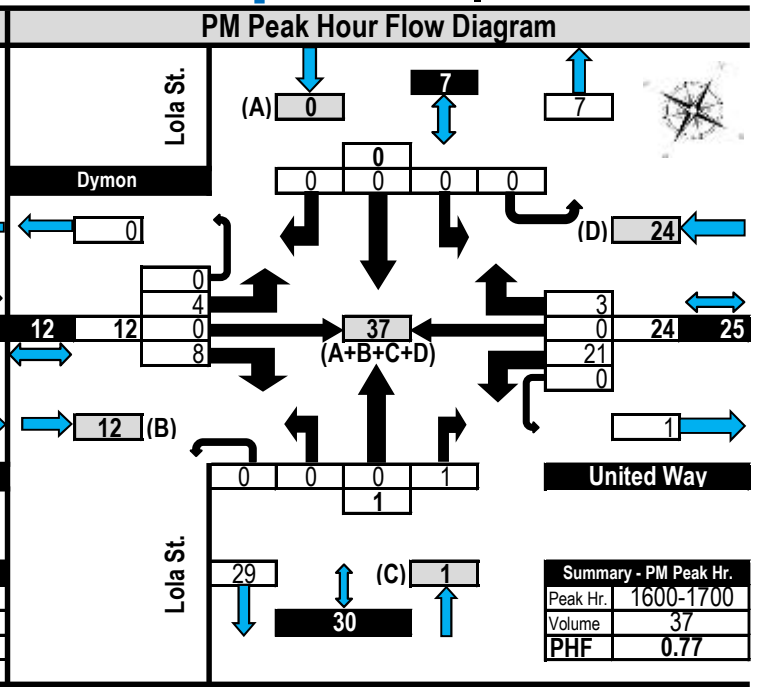 PM Peak Hour Flow Diagram
Lola St.
(A) 0
7
7
0
0 0 0 0
Dymon
0
(D) 24
0
4
0
8
12 12
37
(A+B+C+D)
3
0
21
0
24 25
12 (B)
1
0 0 0 1
1
United Way
Lola St.
29
30
(C) 1
Summary - PM Peak Hr.
Peak Hr. 1600-1700
Volume 37
PHF 0.77